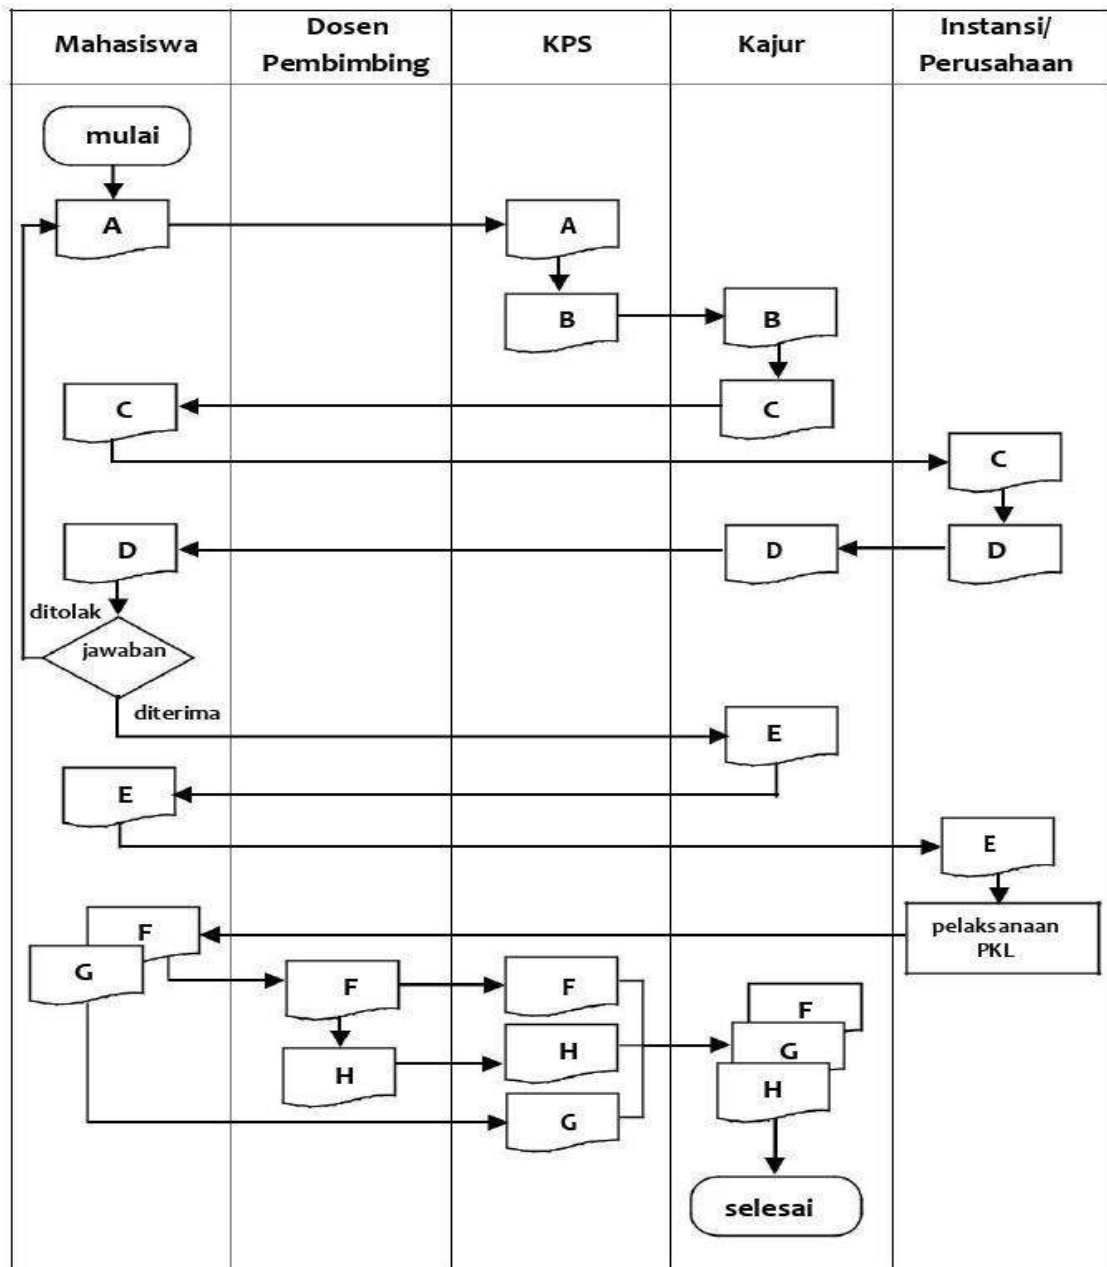 Mahasiswa
Dosen
Pembimbing
KPS
Kajur
Instansi/
Perusahaan
mulai
A
A
B
B
C
C
C
D
D
D
ditolak
jawaban
diterima
E
E
E
pelaksanaan
PKL
F
G
F
F
F
H
H
G
H
G
selesai